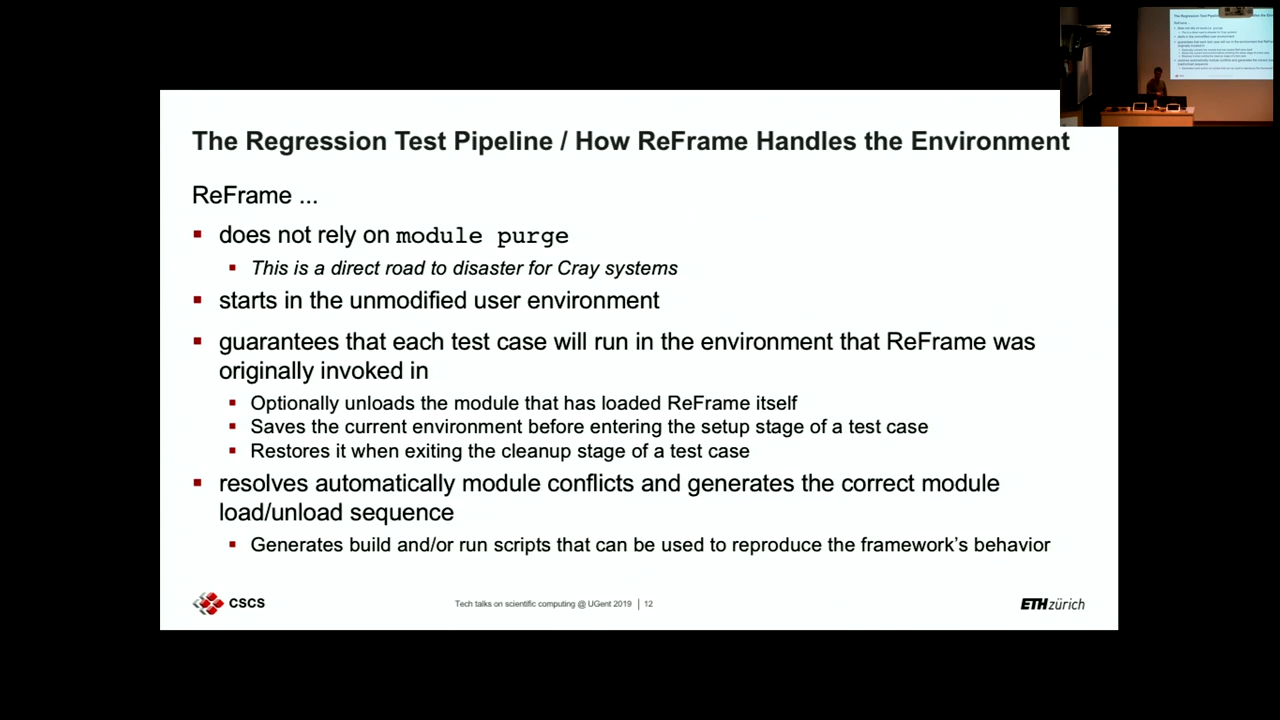 The Regression Test Pipeline / How ReFrame Handles the Environment
ReFrame ...
does not rely on module purge
This is a direct road to disaster for Cray systems
starts in the unmodified user environment
guarantees that each test case will run in the environment that ReFrame was
originally invoked in
Optionally unloads the module that has loaded ReFrame itself
Saves the current environment before entering the setup stage of a test case
Restores it when exiting the cleanup stage of a test case
resolves automatically module conflicts and generates the correct module
load/unload sequence
Generates build and/or run scripts that can be used to reproduce the framework's behavior
CSCS
Tech talks on scientific computing @ UGent 2019 | 12
ETH zürich